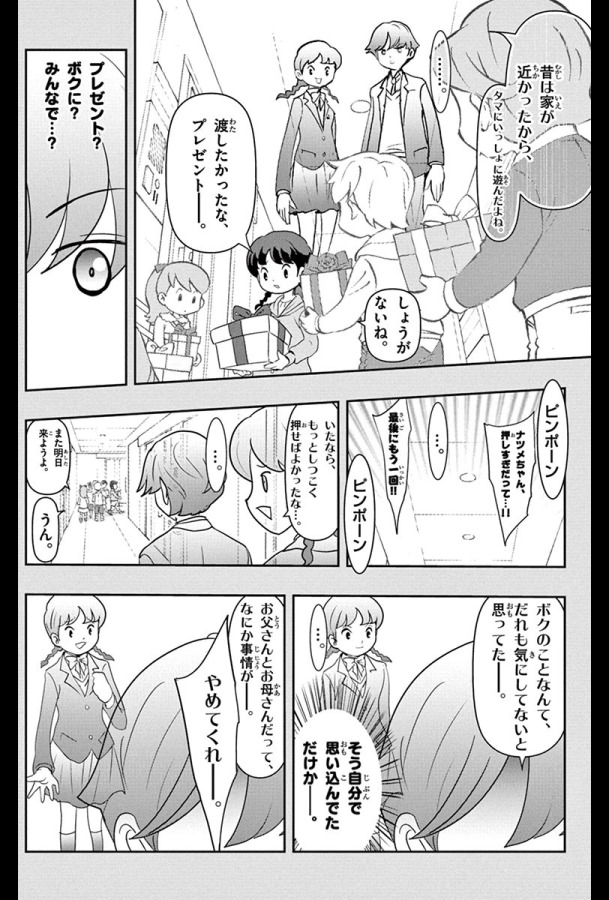 昔は家が
近かったから、
タマにいっしょに遊んだよね。
…。
渡したかったな、
プレゼント――。
しょうが
ないね。
プレゼント?
ボクに?
みんなで…?
ピンポーン
ナツメちゃん、
押しすぎだって…!!
最後にもう一回!!
ピンポーン
いたなら、
もっとしつこく
押せばよかったな…。
…。
また明日
来ようよ。
うん。
ボクのことなんて、
だれも気にしてないと
思ってた――。
…。
そう自分で
思い込んでた
だけか――。
お父さんとお母さんだって、
なにか事情が――。
やめてくれ――。
…。